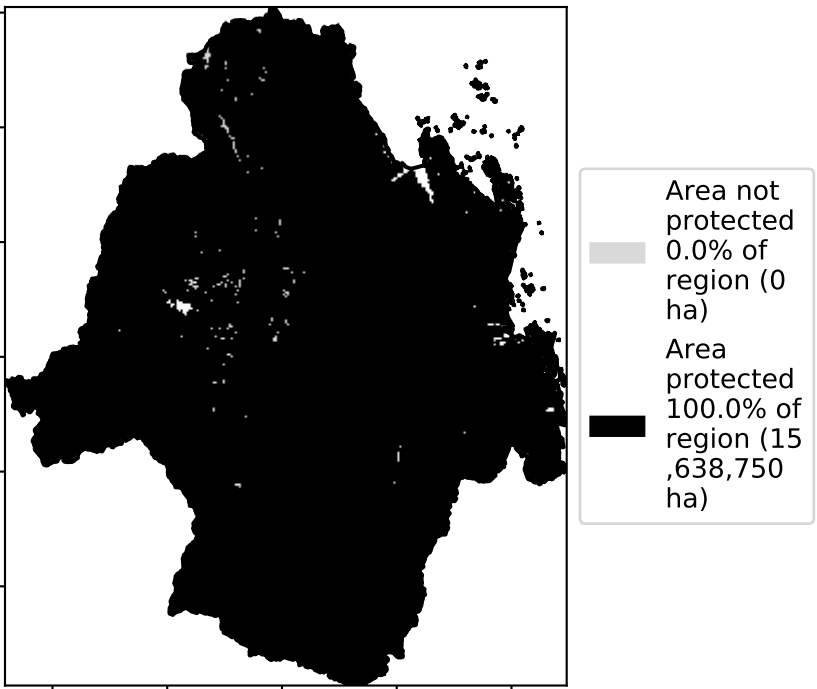 Area not
protected
0.0% of
region (0
ha)
Area
protected
100.0% of
region (15
,638,750
ha)